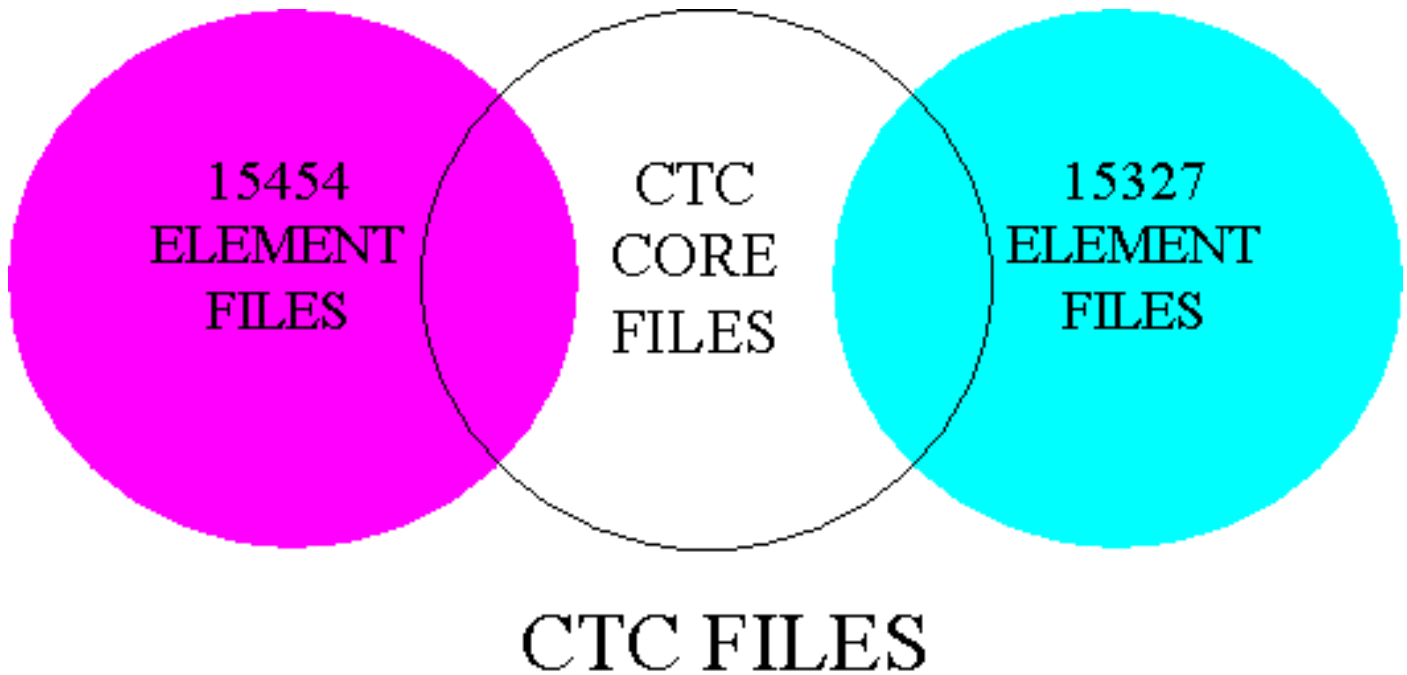 15454
ELEMENT
FILES
CTC
CORE
FILES
15327
ELEMENT
FILES
CTC FILES